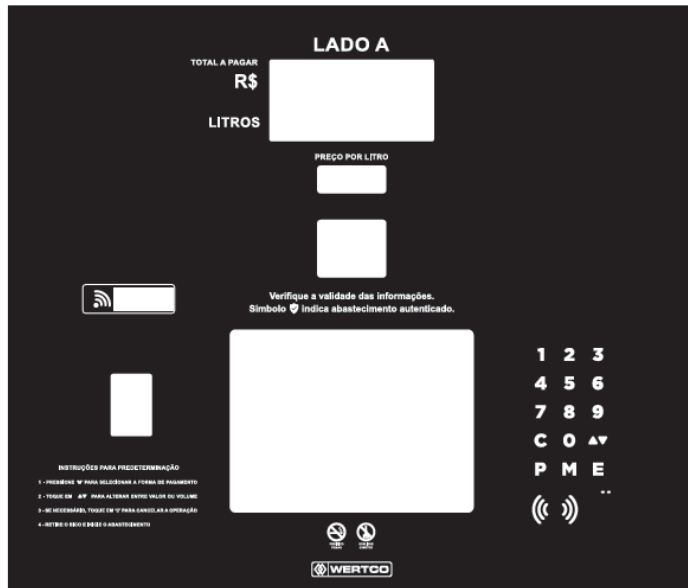 LADO A
TOTAL A PAGAR
R$
LITROS
PREÇO POR LITRO
Verifique a validade das informações.
Símbolo indica abastecimento autenticado.
1 2 3
4 5 6
7 8 9
C 0 ▲▼
P M E
INSTRUÇÕES PARA PREDETERMINAÇÃO
1 - PRESSIONE 'M' PARA SELECIONAR A FORMA DE PAGAMENTO
2 - TOQUE EM ▲▼ PARA ALTERAR ENTRE VALOR OU VOLUME
3 - SE NECESSÁRIO, TOQUE EM 'C' PARA CANCELAR A OPERAÇÃO
4 - RETIRE O BICO E INICIE O ABASTECIMENTO
WERTCO